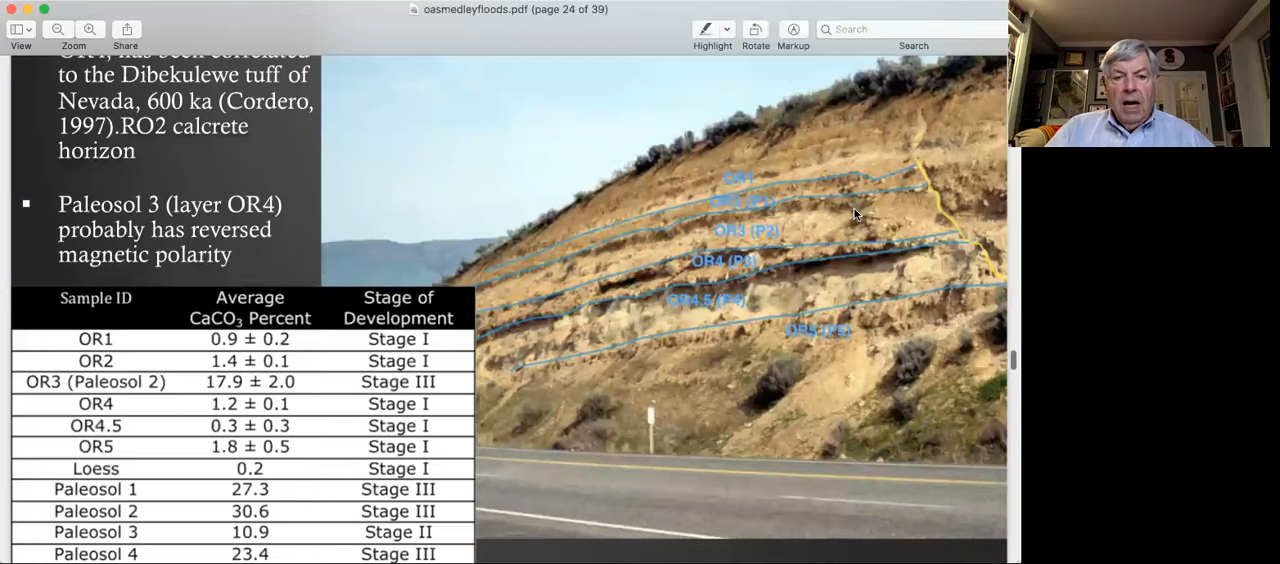 oasmedleyfloods.pdf (page 24 of 39)
View
Zoom
Share
Highlight
Rotate
Markup
Search
Search
to the Dibekulewe tuff of
Nevada, 600 ka (Cordero,
1997).RO2 calcrete
horizon
Paleosol 3 (layer OR4)
probably has reversed
magnetic polarity
OR1
OR2 (P1)
OR3 (P2)
OR4 (P3)
OR4.5 (P4)
OR5 (P5)
Sample ID Average CaCO3 Percent Stage of Development
OR1 0.9 ± 0.2 Stage I
OR2 1.4 ± 0.1 Stage I
OR3 (Paleosol 2) 17.9 ± 2.0 Stage III
OR4 1.2 ± 0.1 Stage I
OR4.5 0.3 ± 0.3 Stage I
OR5 1.8 ± 0.5 Stage I
Loess 0.2 Stage I
Paleosol 1 27.3 Stage III
Paleosol 2 30.6 Stage III
Paleosol 3 10.9 Stage II
Paleosol 4 23.4 Stage III